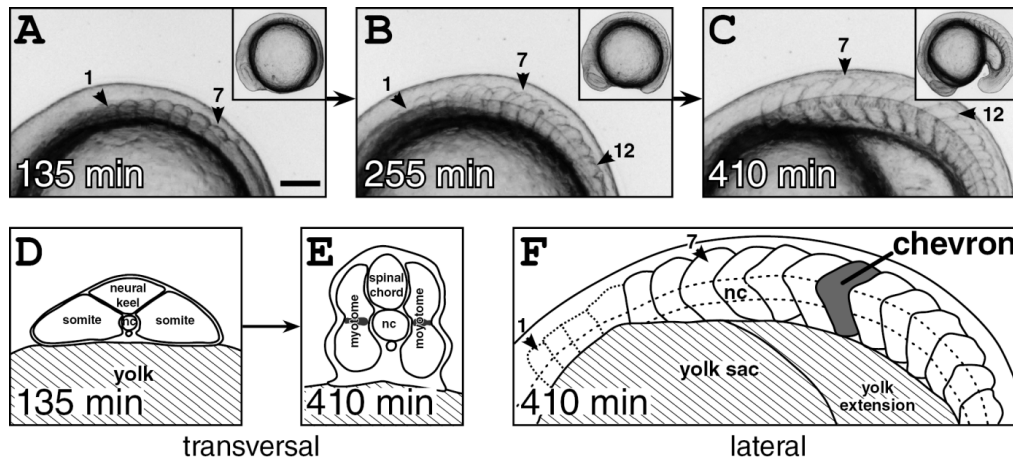 A
1
7
135 min
B
1
7
12
255 min
C
7
12
410 min
D
neural
keel
somite
nc
somite
yolk
135 min
E
spinal
chord
myotome
nc
moyotome
410 min
F
chevron
7
nc
1
yolk sac
yolk
extension
410 min
transversal
lateral